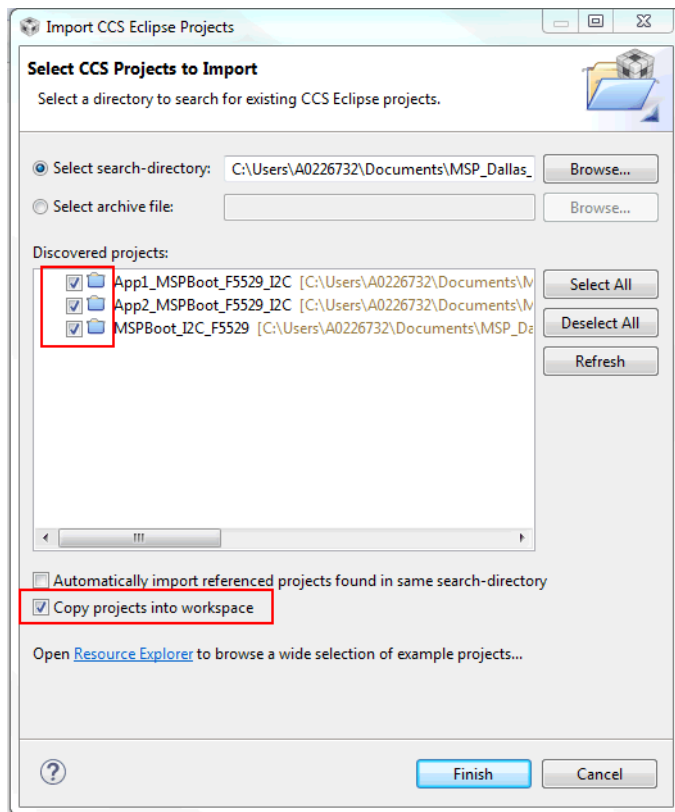 Import CCS Eclipse Projects
Select CCS Projects to Import
Select a directory to search for existing CCS Eclipse projects.
Select search-directory: C:\Users\A0226732\Documents\MSP_Dallas_ Browse...
Select archive file: Browse...
Discovered projects:
App1_MSPBoot_F5529_I2C [C:\Users\A0226732\Documents\M Select All
App2_MSPBoot_F5529_I2C [C:\Users\A0226732\Documents\M
MSPBoot_I2C_F5529 [C:\Users\A0226732\Documents\MSP_Da Deselect All
Refresh
Automatically import referenced projects found in same search-directory
Copy projects into workspace
Open Resource Explorer to browse a wide selection of example projects...
? Finish Cancel